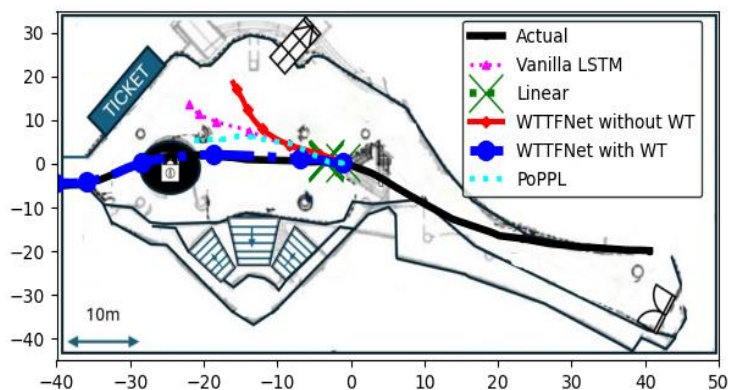 30
20
10
0
−10
−20
−30
−40
−40
−30
−20
−10
0
10
20
30
40
50
TICKET
10m
Actual
Vanilla LSTM
Linear
WTTFNet without WT
WTTFNet with WT
PoPPL